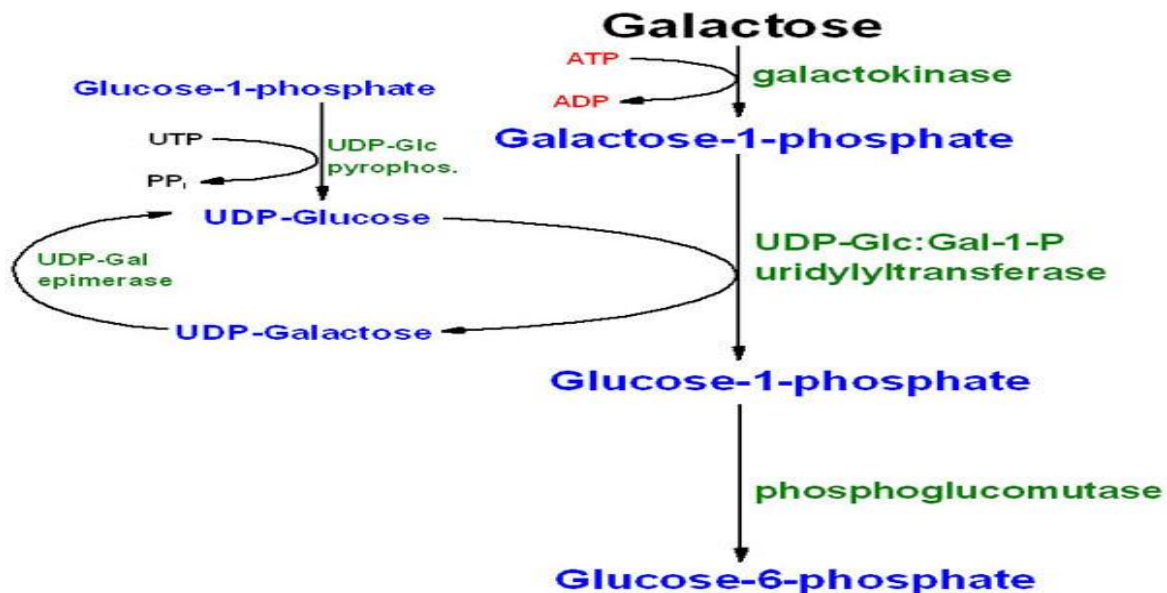 Galactose
ATP
galactokinase
ADP
Glucose-1-phosphate
UTP
UDP-Glc
pyrophos.
PPi
Galactose-1-phosphate
UDP-Glucose
UDP-Glc:Gal-1-P
uridylyltransferase
UDP-Gal
epimerase
UDP-Galactose
Glucose-1-phosphate
phosphoglucomutase
Glucose-6-phosphate